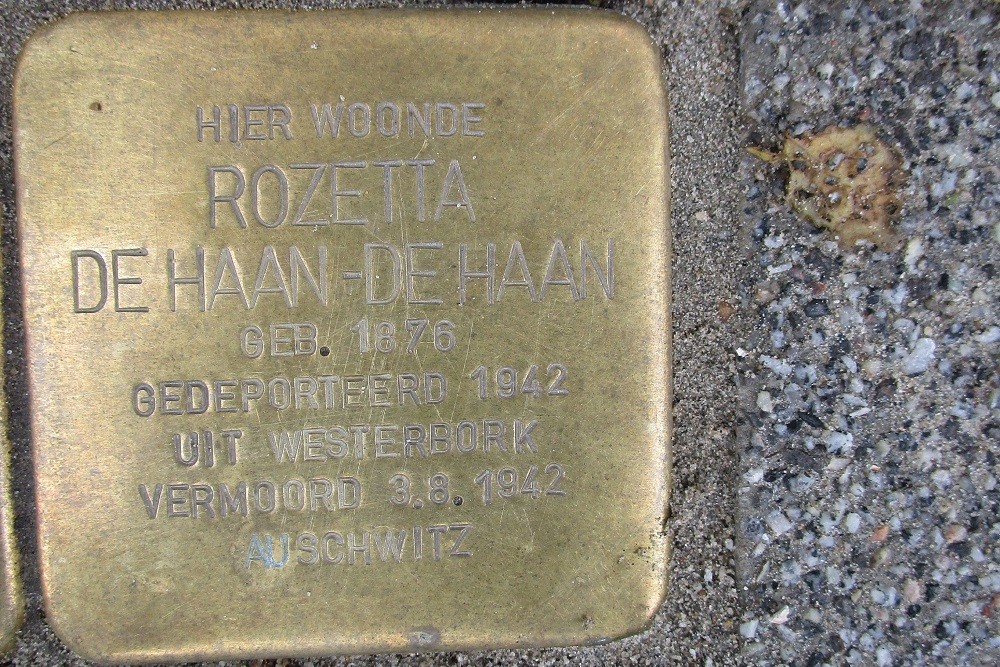 HIER WOONDE
ROZETTA
DE HAAN-DE HAAN
GEB. 1876
GEDEPORTEERD 1942
UIT WESTERBORK
VERMOORD 3.8.1942
AUSCHWITZ